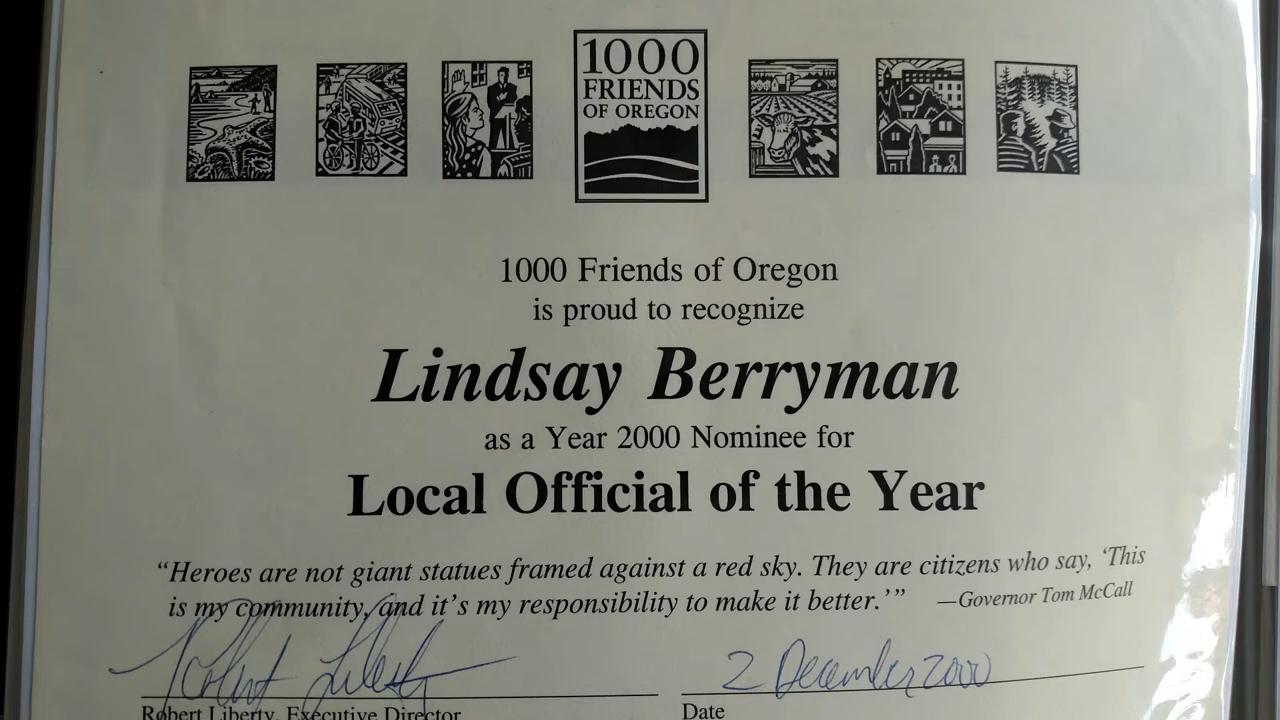 1000
FRIENDS
OF OREGON
1000 Friends of Oregon
is proud to recognize
Lindsay Berryman
as a Year 2000 Nominee for
Local Official of the Year
“Heroes are not giant statues framed against a red sky. They are citizens who say, ‘This
is my community, and it’s my responsibility to make it better.’” —Governor Tom McCall
Robert Liberty 2 December 2000
Robert Liberty, Executive Director Date